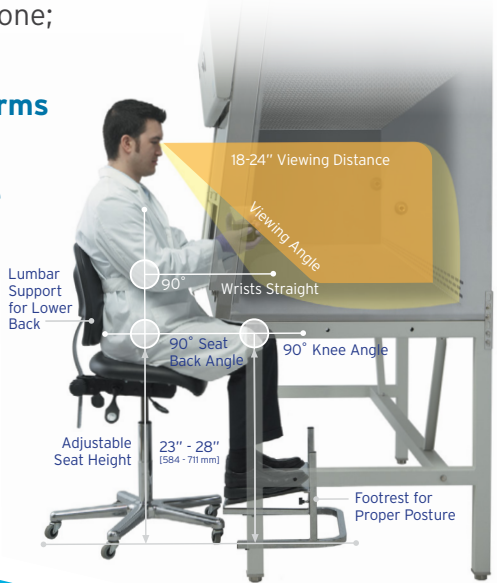 one;
rms
18-24" Viewing Distance
Viewing Angle
90˚
Wrists Straight
Lumbar
Support
for Lower
Back
90˚ Seat
Back Angle
90˚ Knee Angle
Adjustable
Seat Height
23" - 28"
[584 - 711 mm]
Footrest for
Proper Posture